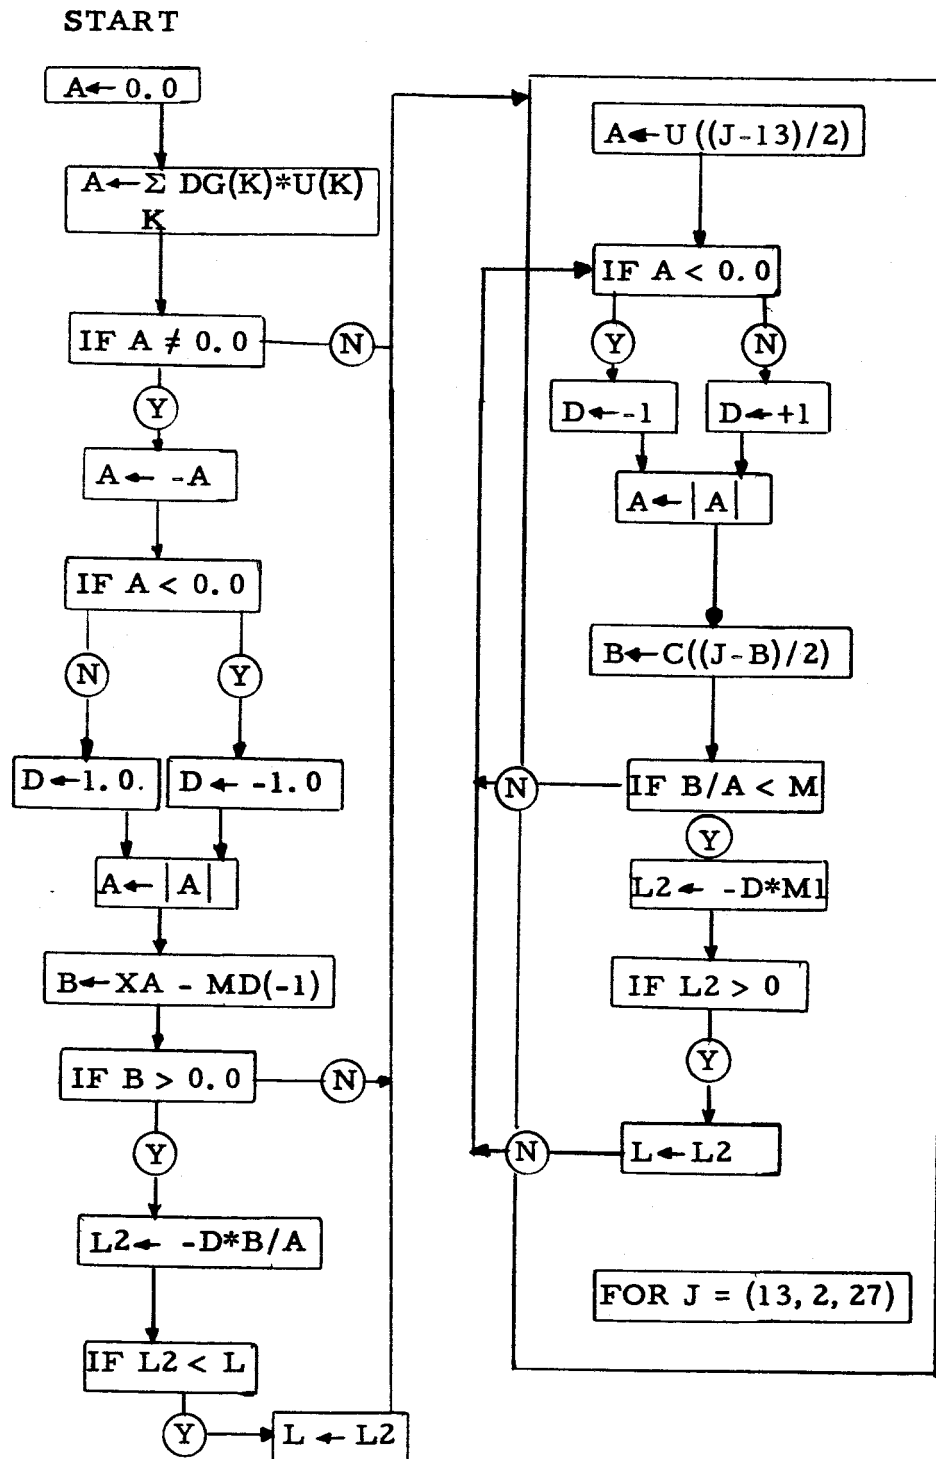 START
A←0.0
A←Σ DG(K)*U(K)
K
IF A ≠ 0.0
N
Y
A← -A
IF A < 0.0
N
Y
D←1.0.
D← -1.0
A←|A|
B←XA - MD(-1)
IF B > 0.0
N
Y
L2← -D*B/A
IF L2 < L
Y
L ← L2
A←U((J-13)/2)
IF A < 0.0
Y
N
D←-1
D←+1
A←|A|
B←C((J-B)/2)
IF B/A < M
N
Y
L2← -D*M1
IF L2 > 0
Y
L←L2
N
FOR J = (13, 2, 27)